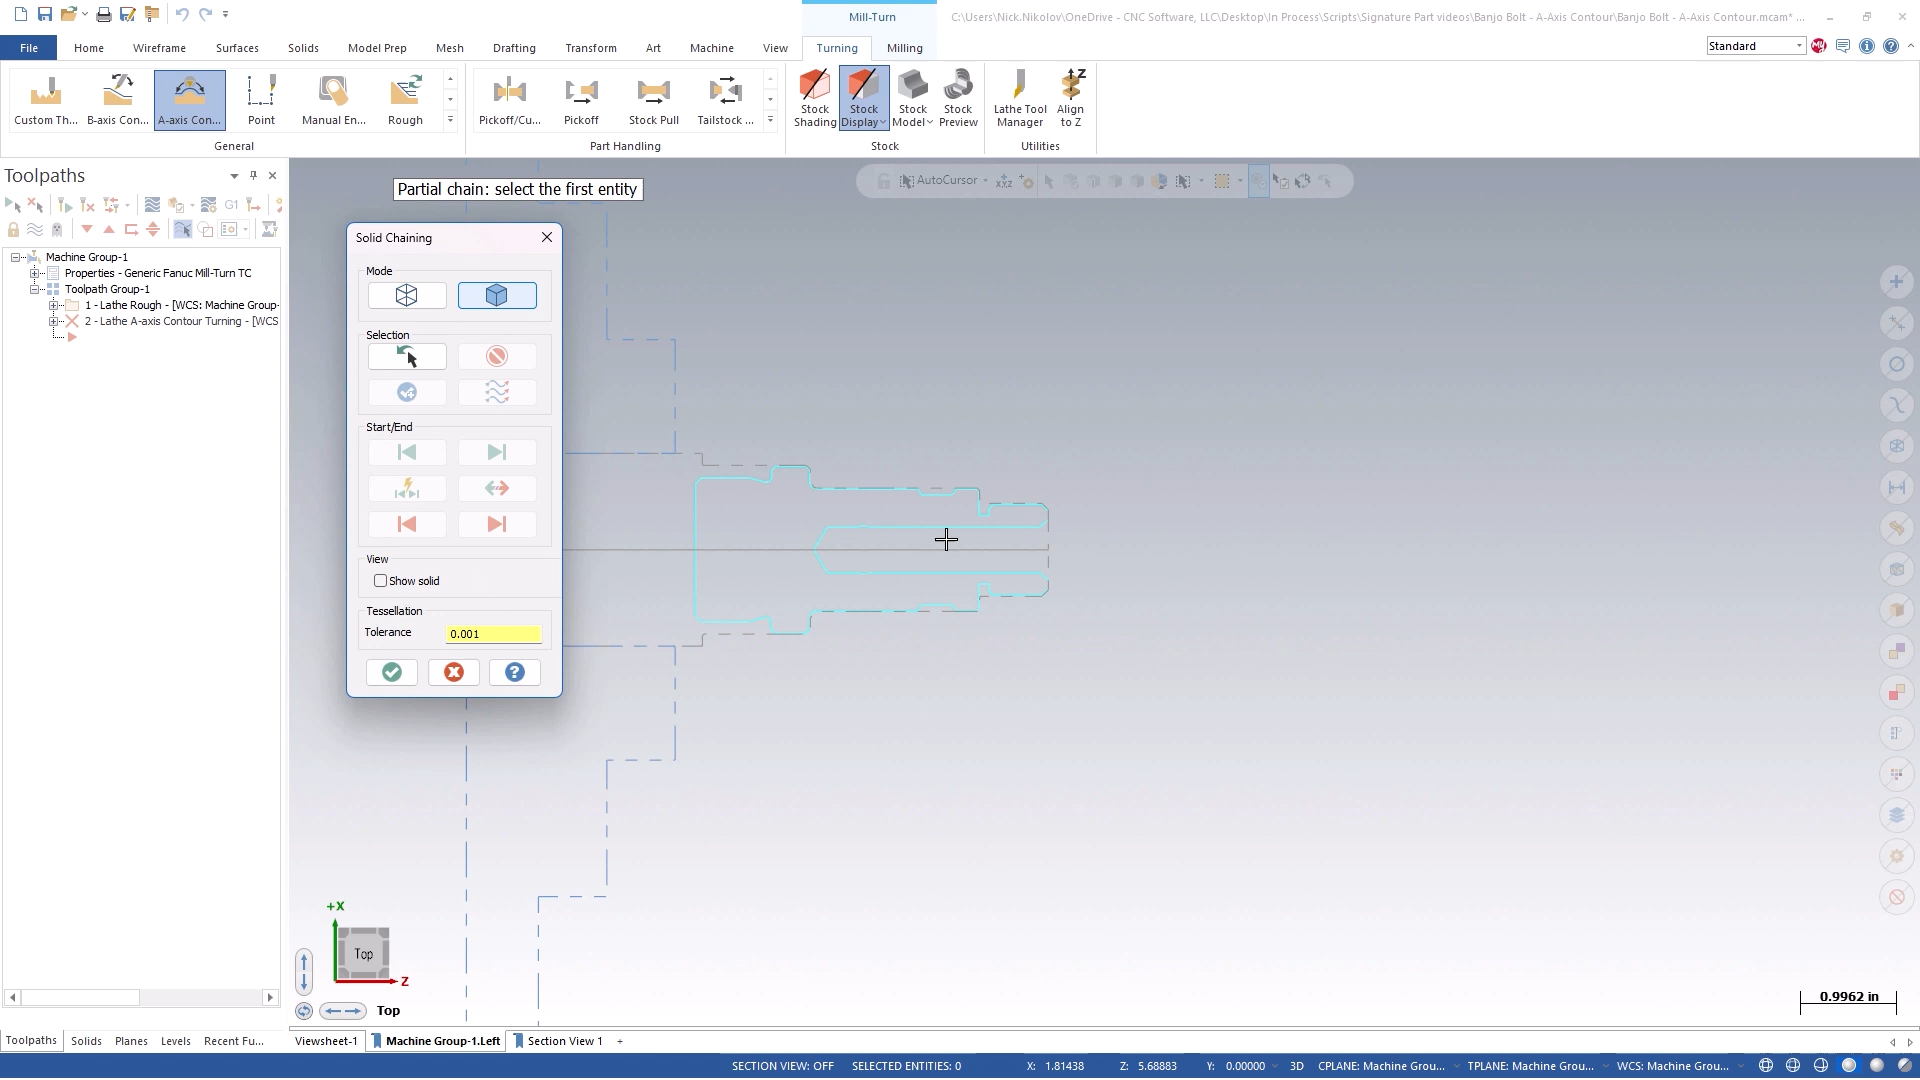 Mill-Turn
C:\Users\Nick.Nikolov\OneDrive - CNC Software, LLC\Desktop\In Process\Scripts\Signature Part videos\Banjo Bolt - A-Axis Contour\Banjo Bolt - A-Axis Contour.mcam* ...
File Home Wireframe Surfaces Solids Model Prep Mesh Drafting Transform Art Machine View Turning Milling
Standard
Custom Th... B-axis Con... A-axis Con... Point Manual En... Rough
Pickoff/Cu... Pickoff Stock Pull Tailstock ...
Stock Shading Stock Display Stock Model Stock Preview
Lathe Tool Manager Align to Z
General Part Handling Stock Utilities
Toolpaths
Partial chain: select the first entity
AutoCursor
G1
Machine Group-1
Properties - Generic Fanuc Mill-Turn TC
Toolpath Group-1
1 - Lathe Rough - [WCS: Machine Group-
2 - Lathe A-axis Contour Turning - [WCS
Solid Chaining
Mode
Selection
Start/End
View
Show solid
Tessellation
Tolerance 0.001
+X
Top
Z
Top
0.9962 in
Toolpaths Solids Planes Levels Recent Fu...
Viewsheet-1 Machine Group-1.Left Section View 1 +
SECTION VIEW: OFF SELECTED ENTITIES: 0 X: 1.81438 Z: 5.68883 Y: 0.00000 3D CPLANE: Machine Grou... TPLANE: Machine Grou... WCS: Machine Grou...